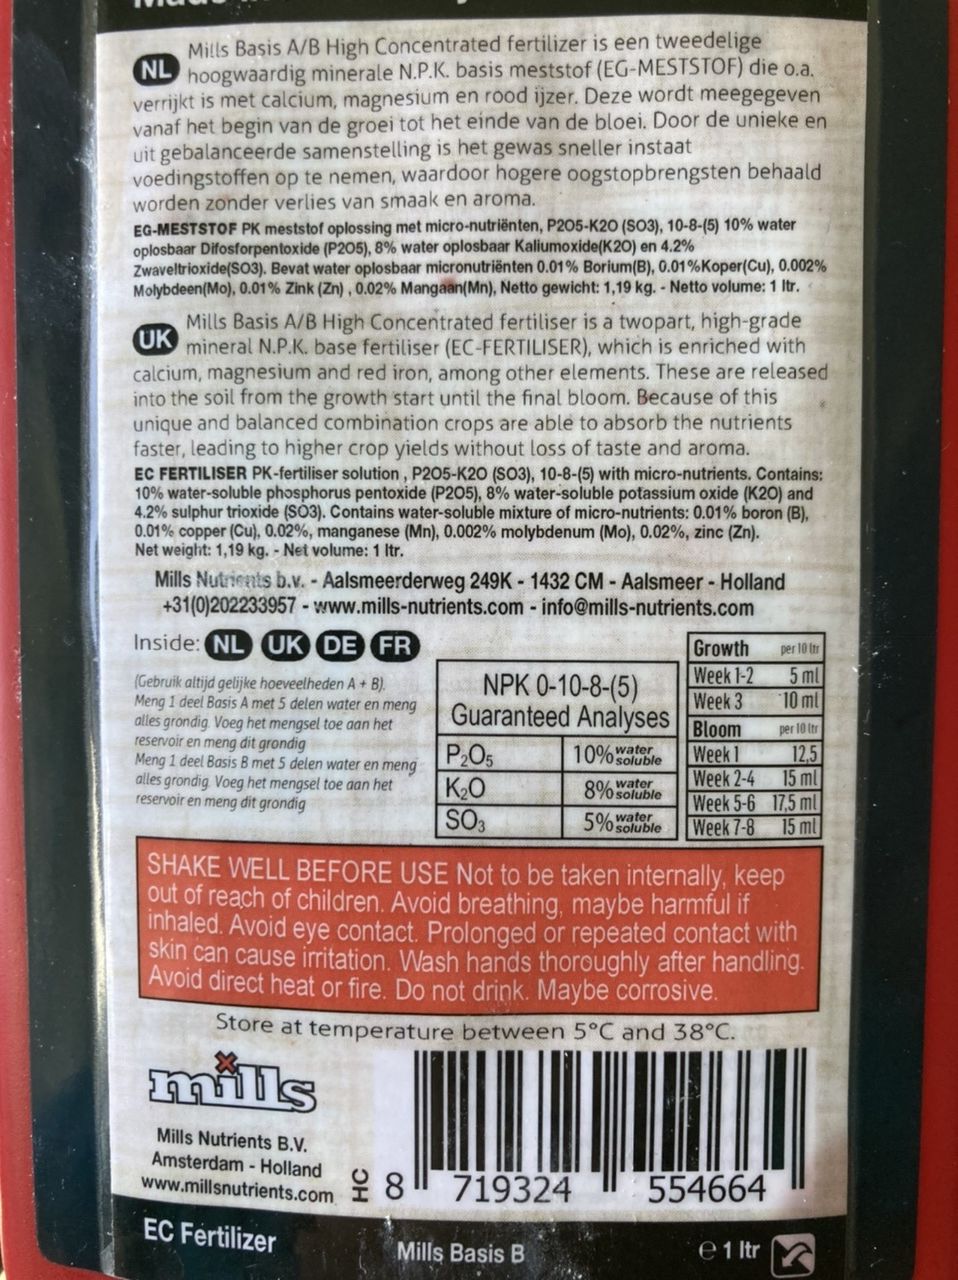 NL Mills Basis A/B High Concentrated fertilizer is een tweedelige
hoogwaardig minerale N.P.K. basis meststof (EG-MESTSTOF) die o.a.
verrijkt is met calcium, magnesium en rood ijzer. Deze wordt meegegeven
vanaf het begin van de groei tot het einde van de bloei. Door de unieke en
uit gebalanceerde samenstelling is het gewas sneller instaat
voedingstoffen op te nemen, waardoor hogere oogstopbrengsten behaald
worden zonder verlies van smaak en aroma.
EG-MESTSTOF PK meststof oplossing met micro-nutriënten, P2O5-K2O (SO3), 10-8-(5) 10% water
oplosbaar Difosforpentoxide (P2O5), 8% water oplosbaar Kaliumoxide(K2O) en 4.2%
Zwaveltrioxide(SO3). Bevat water oplosbaar micronutriënten 0.01% Borium(B), 0.01%Koper(Cu), 0.002%
Molybdeen(Mo), 0.01% Zink (Zn) , 0.02% Mangaan(Mn), Netto gewicht: 1,19 kg. - Netto volume: 1 ltr.
UK Mills Basis A/B High Concentrated fertiliser is a twopart, high-grade
mineral N.P.K. base fertiliser (EC-FERTILISER), which is enriched with
calcium, magnesium and red iron, among other elements. These are released
into the soil from the growth start until the final bloom. Because of this
unique and balanced combination crops are able to absorb the nutrients
faster, leading to higher crop yields without loss of taste and aroma.
EC FERTILISER PK-fertiliser solution , P2O5-K2O (SO3), 10-8-(5) with micro-nutrients. Contains:
10% water-soluble phosphorus pentoxide (P2O5), 8% water-soluble potassium oxide (K2O) and
4.2% sulphur trioxide (SO3). Contains water-soluble mixture of micro-nutrients: 0.01% boron (B),
0.01% copper (Cu), 0.02%, manganese (Mn), 0.002% molybdenum (Mo), 0.02%, zinc (Zn).
Net weight: 1,19 kg. - Net volume: 1 ltr.
Mills Nutrients b.v. - Aalsmeerderweg 249K - 1432 CM - Aalsmeer - Holland
+31(0)202233957 - www.mills-nutrients.com - info@mills-nutrients.com
Inside: NL UK DE FR
(Gebruik altijd gelijke hoeveelheden A + B).
Meng 1 deel Basis A met 5 delen water en meng
alles grondig. Voeg het mengsel toe aan het
reservoir en meng dit grondig
Meng 1 deel Basis B met 5 delen water en meng
alles grondig. Voeg het mengsel toe aan het
reservoir en meng dit grondig
NPK 0-10-8-(5)
Guaranteed Analyses
P₂O₅ 10% water soluble
K₂O 8% water soluble
SO₃ 5% water soluble
Growth per 10 ltr
Week 1-2 5 ml
Week 3 10 ml
Bloom per 10 ltr
Week 1 12,5
Week 2-4 15 ml
Week 5-6 17,5 ml
Week 7-8 15 ml
SHAKE WELL BEFORE USE Not to be taken internally, keep
out of reach of children. Avoid breathing, maybe harmful if
inhaled. Avoid eye contact. Prolonged or repeated contact with
skin can cause irritation. Wash hands thoroughly after handling.
Avoid direct heat or fire. Do not drink. Maybe corrosive.
Store at temperature between 5°C and 38°C.
mills
Mills Nutrients B.V.
Amsterdam - Holland
www.millsnutrients.com
HC
8 719324 554664
EC Fertilizer
Mills Basis B
e 1 ltr